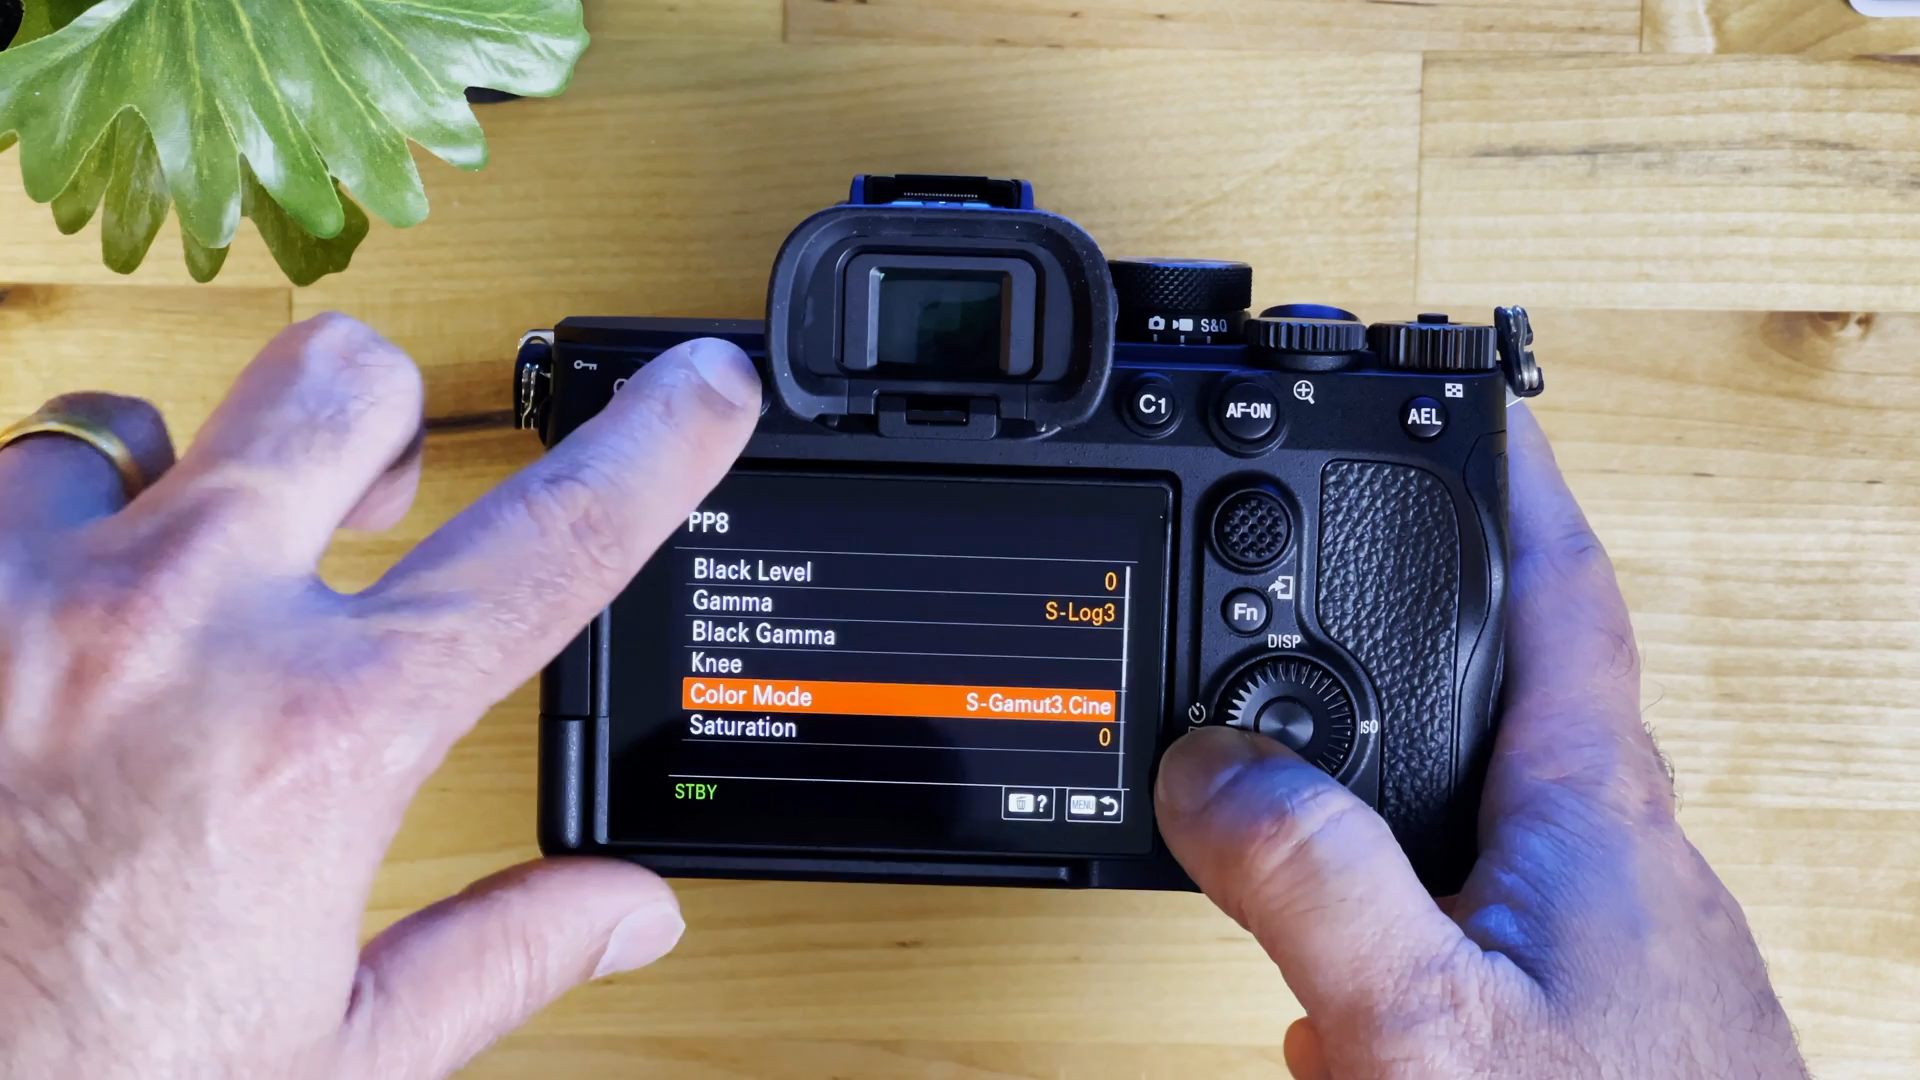 S&Q
C1
AF-ON
AEL
PP8
Black Level 0
Gamma S-Log3
Black Gamma
Knee
Color Mode S-Gamut3.Cine
Saturation 0
STBY
?
MENU
Fn
DISP
ISO